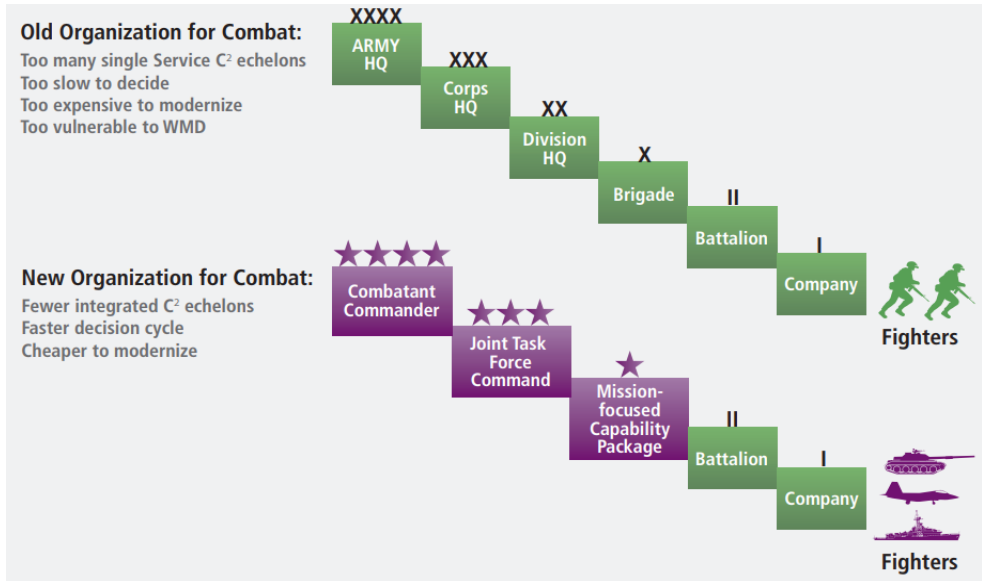 Old Organization for Combat:
Too many single Service C² echelons
Too slow to decide
Too expensive to modernize
Too vulnerable to WMD
XXXX
ARMY
HQ
XXX
Corps
HQ
XX
Division
HQ
X
Brigade
II
Battalion
I
Company
Fighters
New Organization for Combat:
Fewer integrated C² echelons
Faster decision cycle
Cheaper to modernize
Combatant
Commander
Joint Task
Force
Command
Mission-
focused
Capability
Package
II
Battalion
I
Company
Fighters